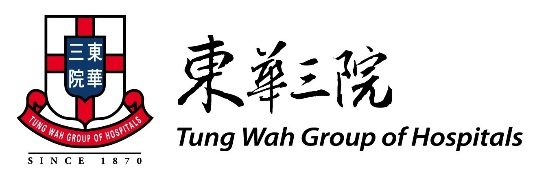 東華
三院
TUNG WAH GROUP OF HOSPITALS
SINCE 1870
東華三院
Tung Wah Group of Hospitals